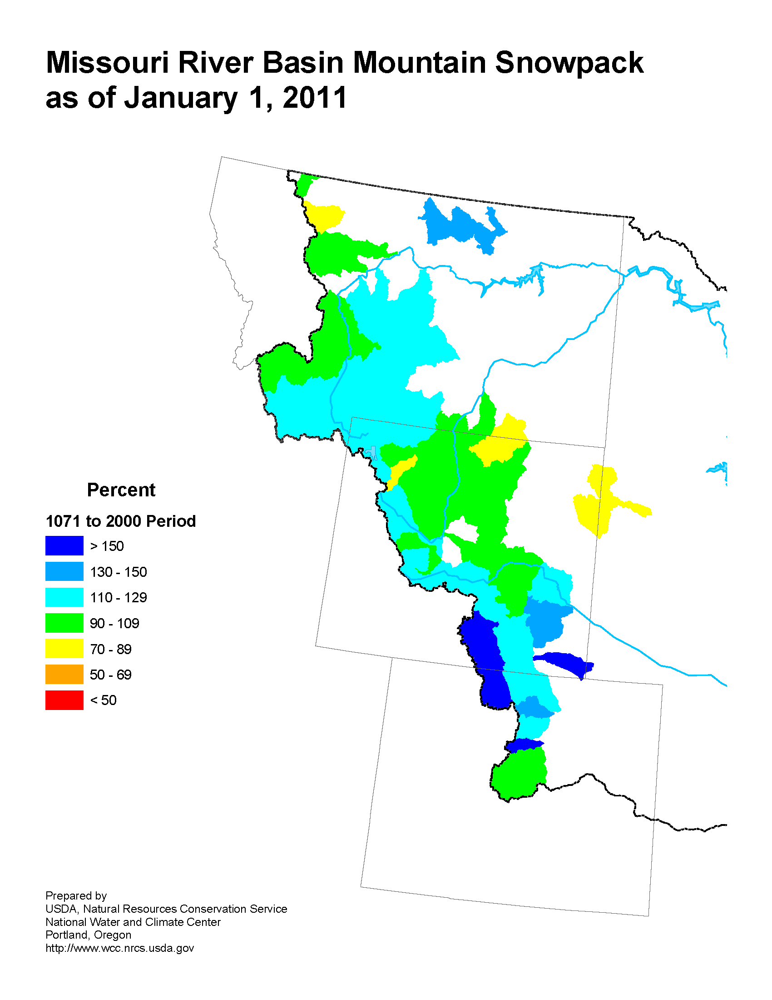 Missouri River Basin Mountain Snowpack
as of January 1, 2011
Percent
1071 to 2000 Period
> 150
130 - 150
110 - 129
90 - 109
70 - 89
50 - 69
< 50
Prepared by
USDA, Natural Resources Conservation Service
National Water and Climate Center
Portland, Oregon
http://www.wcc.nrcs.usda.gov